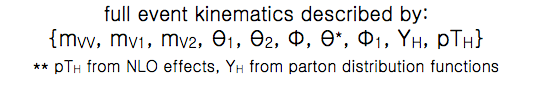 full event kinematics described by:
{mVV, mV1, mV2, Θ1, Θ2, Φ, Θ*, Φ1, YH, pTH}
** pTH from NLO effects, YH from parton distribution functions